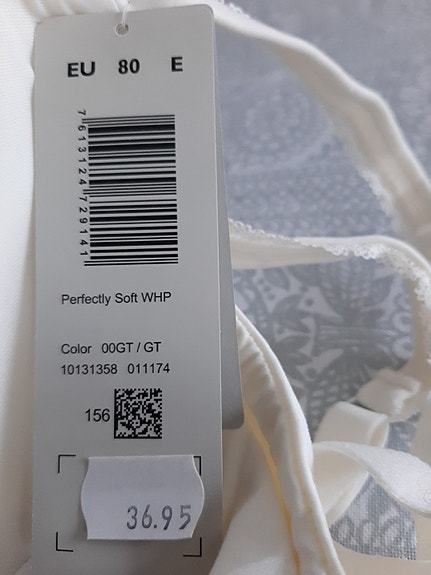 EU 80 E
7613124729141
Perfectly Soft WHP
Color 00GT / GT
10131358 011174
156
36.95